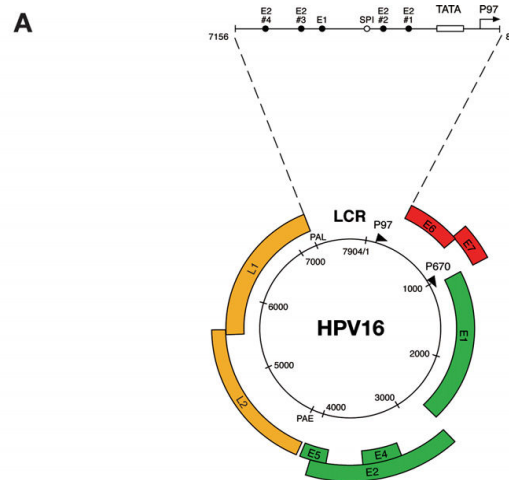 A
E2 E2 E2 E2 TATA P97
#4 #3 E1 SPI #2 #1
7156 8
LCR
P97
PAL
7904/1
E6
E7
L1
7000
P670
1000
6000
HPV16
E1
2000
5000
L2
3000
4000
PAE
E5
E4
E2